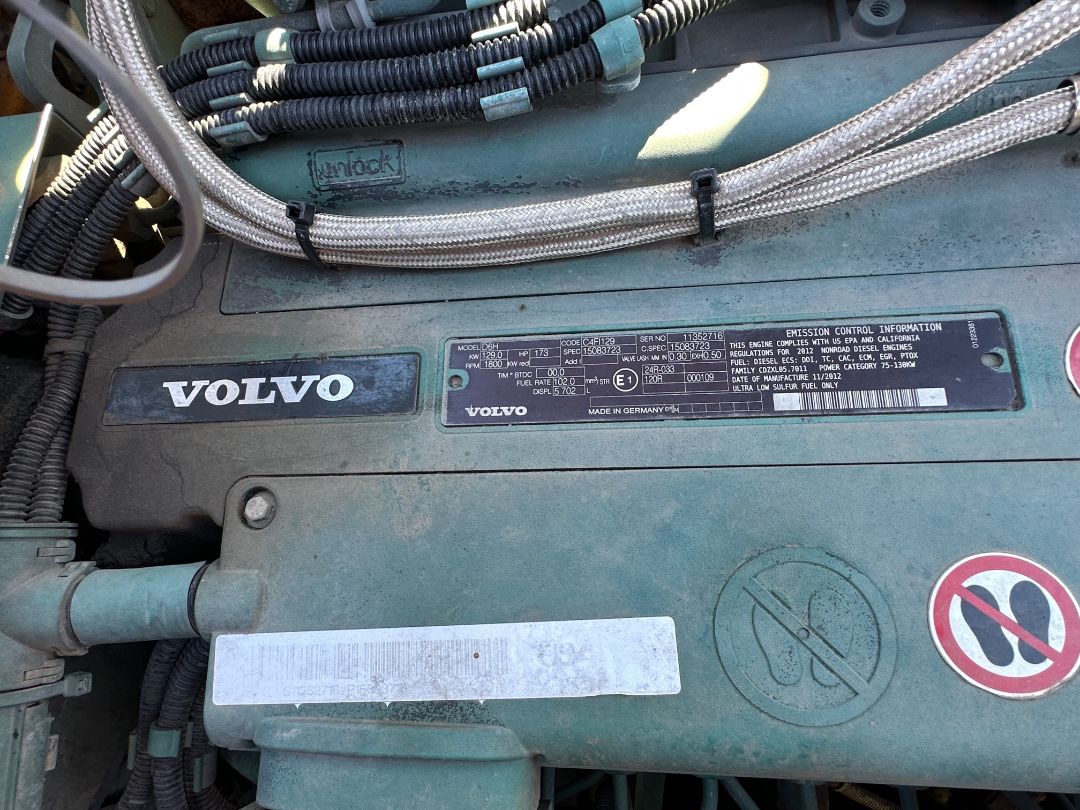 unlock
VOLVO
MODEL D6H CODE C4FI129 SER NO 11352716
KW 129.0 HP 173 SPEC 15083723 C-SPEC 15083723
RPM 1800 KW red Add.I VALVE LASH MM IN 0.30 EXH 0.50
TIM ° BTDC 00.0 24R-033
FUEL RATE 102.0 mm³/STR E1 120R 000109
DISPL 5.702 L
VOLVO MADE IN GERMANY
EMISSION CONTROL INFORMATION
THIS ENGINE COMPLIES WITH US EPA AND CALIFORNIA
REGULATIONS FOR 2012 NONROAD DIESEL ENGINES
FUEL: DIESEL ECS: DDI, TC, CAC, ECM, EGR, PTOX
FAMILY: CDZXL05.7011 POWER CATEGORY 75-130KW
DATE OF MANUFACTURE 11/2012
ULTRA LOW SULFUR FUEL ONLY
01223381